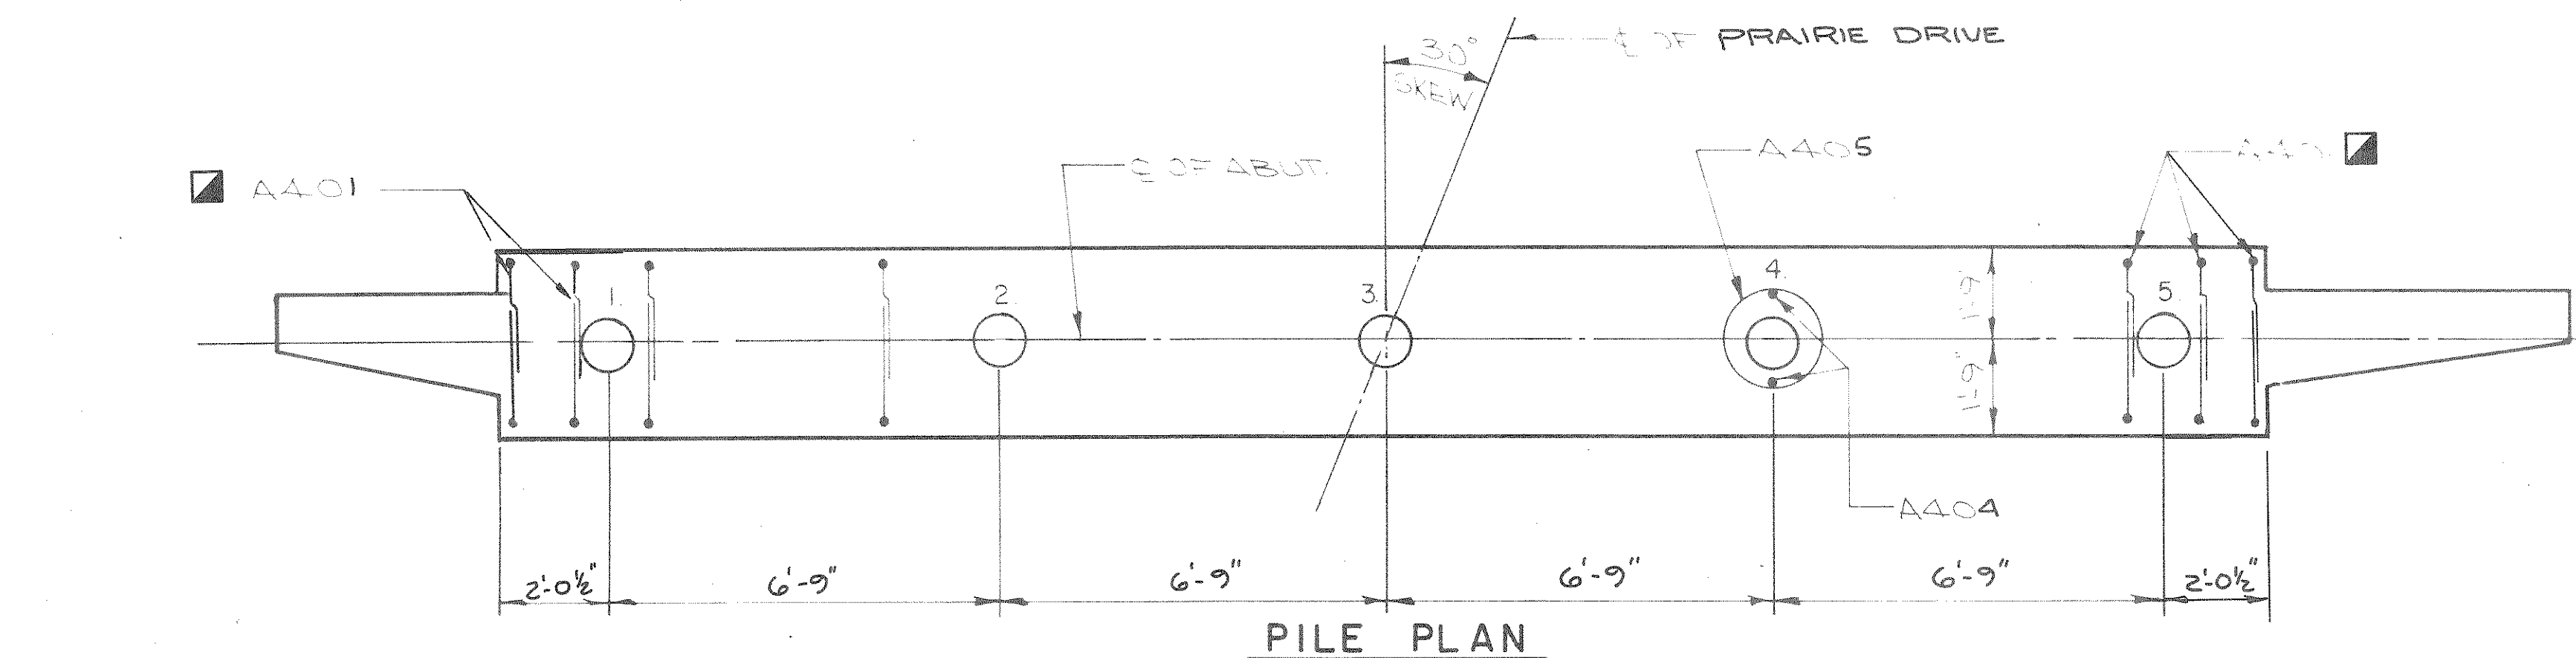 ℄ OF PRAIRIE DRIVE
30°
SKEW
℄ OF ABUT.
A405
A401
1.
2.
3.
4.
5.
1'-9"
1'-9"
A404
2'-0½"
6'-9"
6'-9"
6'-9"
6'-9"
2'-0½"
PILE PLAN